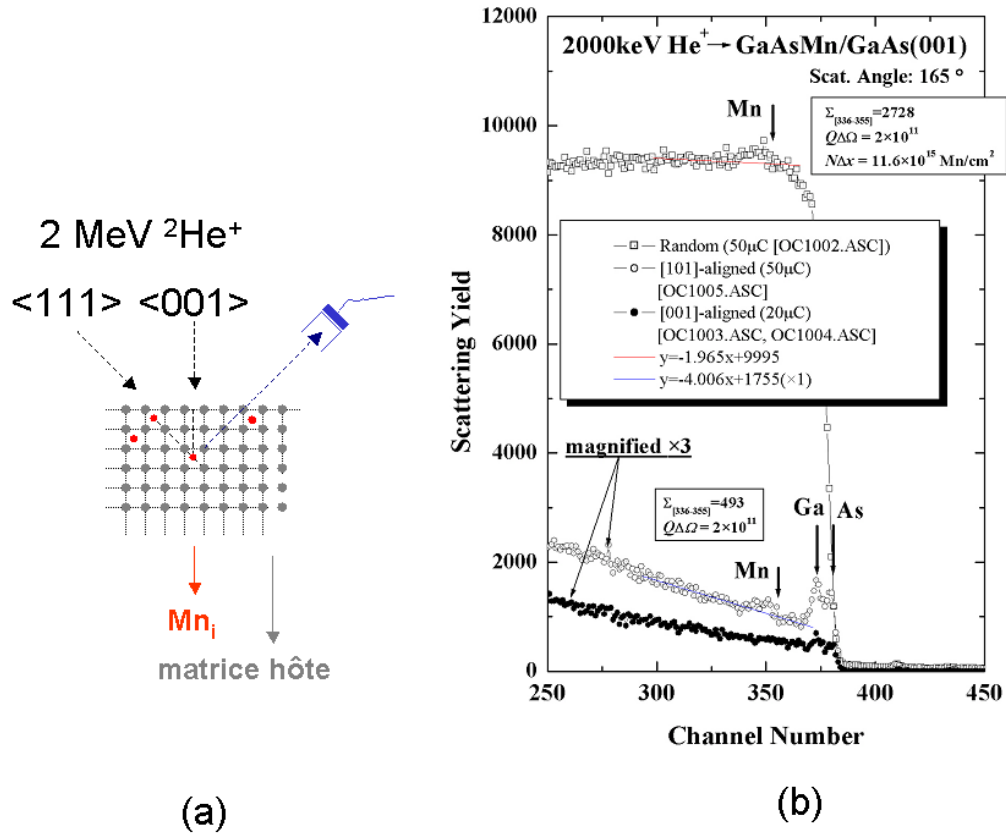 2 MeV ²He⁺
<111> <001>
Mnᵢ
matrice hôte
(a)
12000
10000
8000
6000
4000
2000
0
250 300 350 400 450
Scattering Yield
Channel Number
2000keV He⁺→GaAsMn/GaAs(001)
Scat. Angle: 165 °
Mn
Σ[336-355]=2728
QΔΩ = 2×10¹¹
NΔx = 11.6×10¹⁵ Mn/cm²
Random (50μC [OC1002.ASC])
[101]-aligned (50μC)
[OC1005.ASC]
[001]-aligned (20μC)
[OC1003.ASC, OC1004.ASC]
y=-1.965x+9995
y=-4.006x+1755(×1)
magnified ×3
Σ[336-355]=493
QΔΩ = 2×10¹¹
Ga As
Mn
(b)